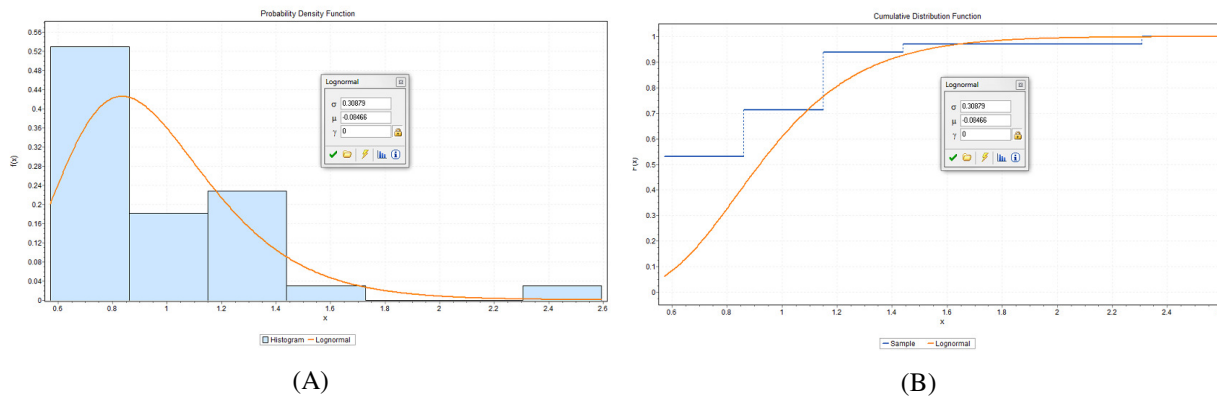 Probability Density Function
0.56
0.52
0.48
0.44
0.4
0.36
0.32
0.28
0.24
0.2
0.16
0.12
0.08
0.04
0
f(x)
0.6 0.8 1 1.2 1.4 1.6 1.8 2 2.2 2.4 2.6
x
Histogram Lognormal
Lognormal
σ 0.30879
μ -0.08466
γ 0
(A)
Cumulative Distribution Function
1
0.9
0.8
0.7
0.6
0.5
0.4
0.3
0.2
0.1
0
0.6 0.8 1 1.2 1.4 1.6 1.8 2 2.2 2.4
x
Sample Lognormal
Lognormal
σ 0.30879
μ -0.08466
γ 0
(B)